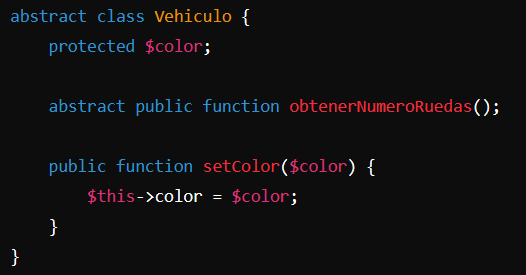 abstract class Vehiculo {
    protected $color;

    abstract public function obtenerNumeroRuedas();

    public function setColor($color) {
        $this->color = $color;
    }
}